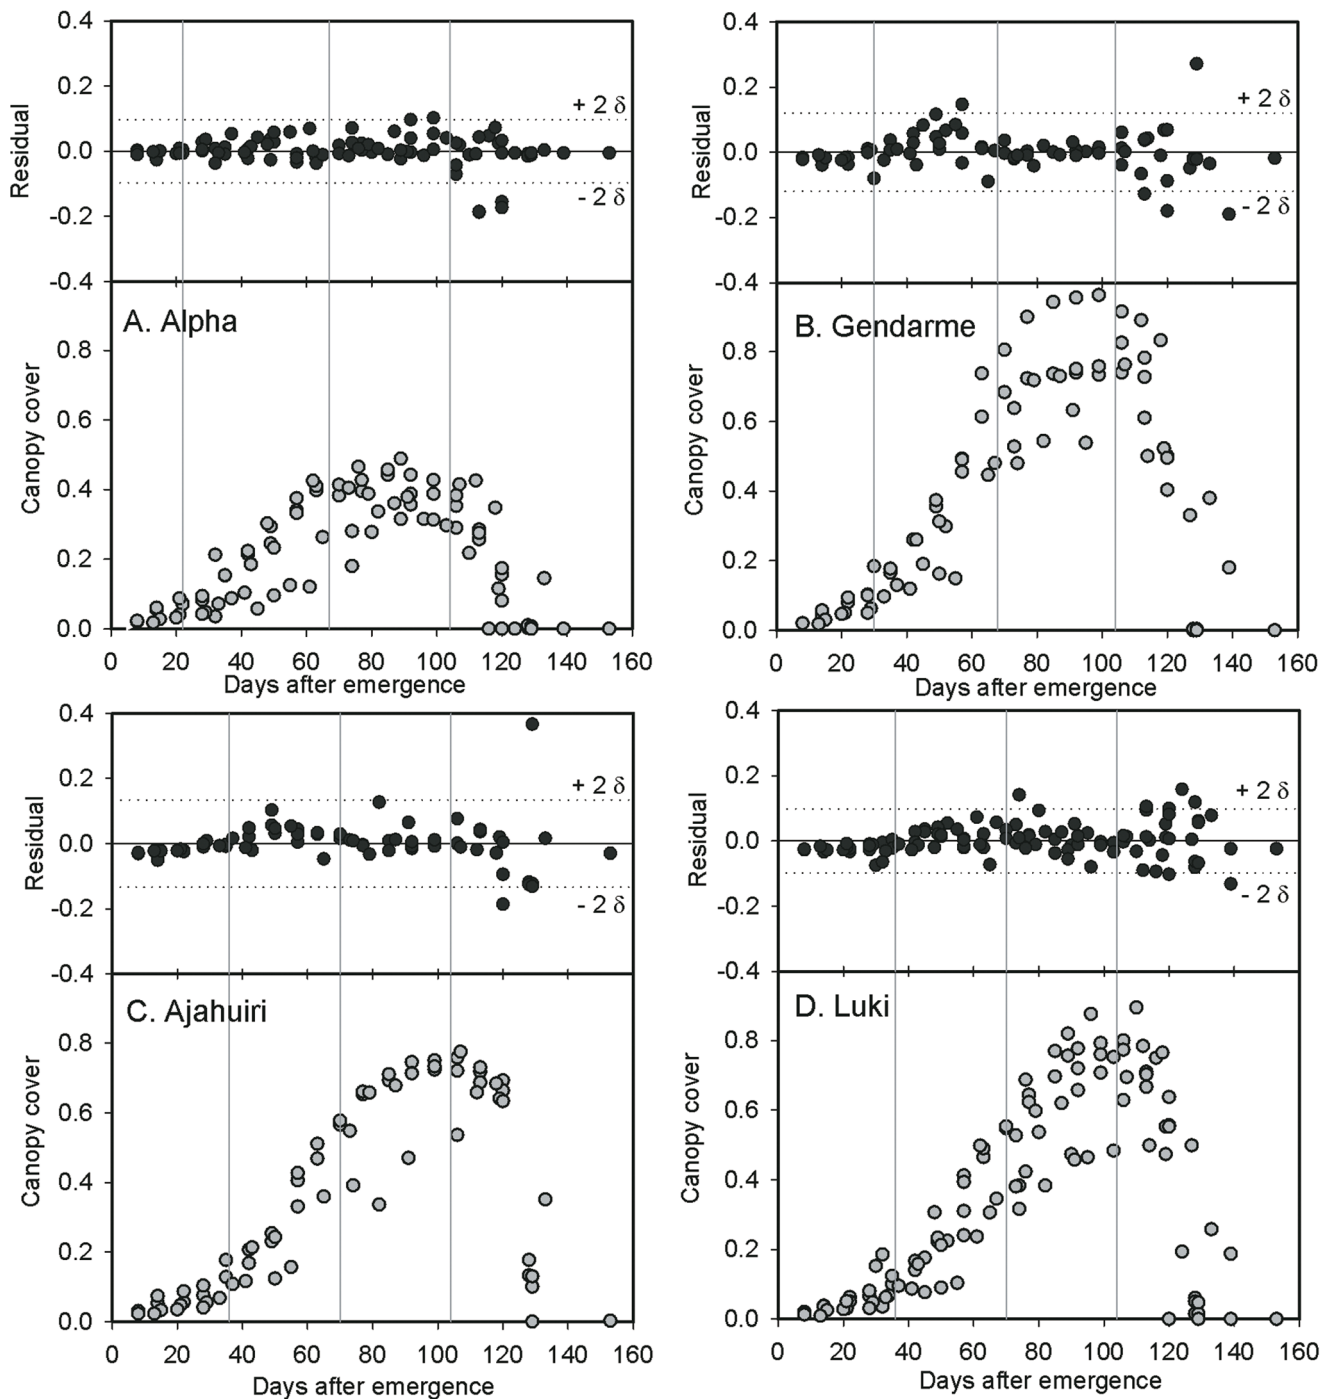 0.4
0.2
0.0
-0.2
-0.4
Residual
+ 2 δ
- 2 δ
A. Alpha
0.8
0.6
0.4
0.2
0.0
Canopy cover
0 20 40 60 80 100 120 140 160
Days after emergence
0.4
0.2
0.0
-0.2
-0.4
Residual
+ 2 δ
- 2 δ
B. Gendarme
0.8
0.6
0.4
0.2
0.0
Canopy cover
0 20 40 60 80 100 120 140 160
Days after emergence
0.4
0.2
0.0
-0.2
-0.4
Residual
+ 2 δ
- 2 δ
C. Ajahuiri
0.8
0.6
0.4
0.2
0.0
Canopy cover
0 20 40 60 80 100 120 140 160
Days after emergence
0.4
0.2
0.0
-0.2
-0.4
Residual
+ 2 δ
- 2 δ
D. Luki
0.8
0.6
0.4
0.2
0.0
Canopy cover
0 20 40 60 80 100 120 140 160
Days after emergence